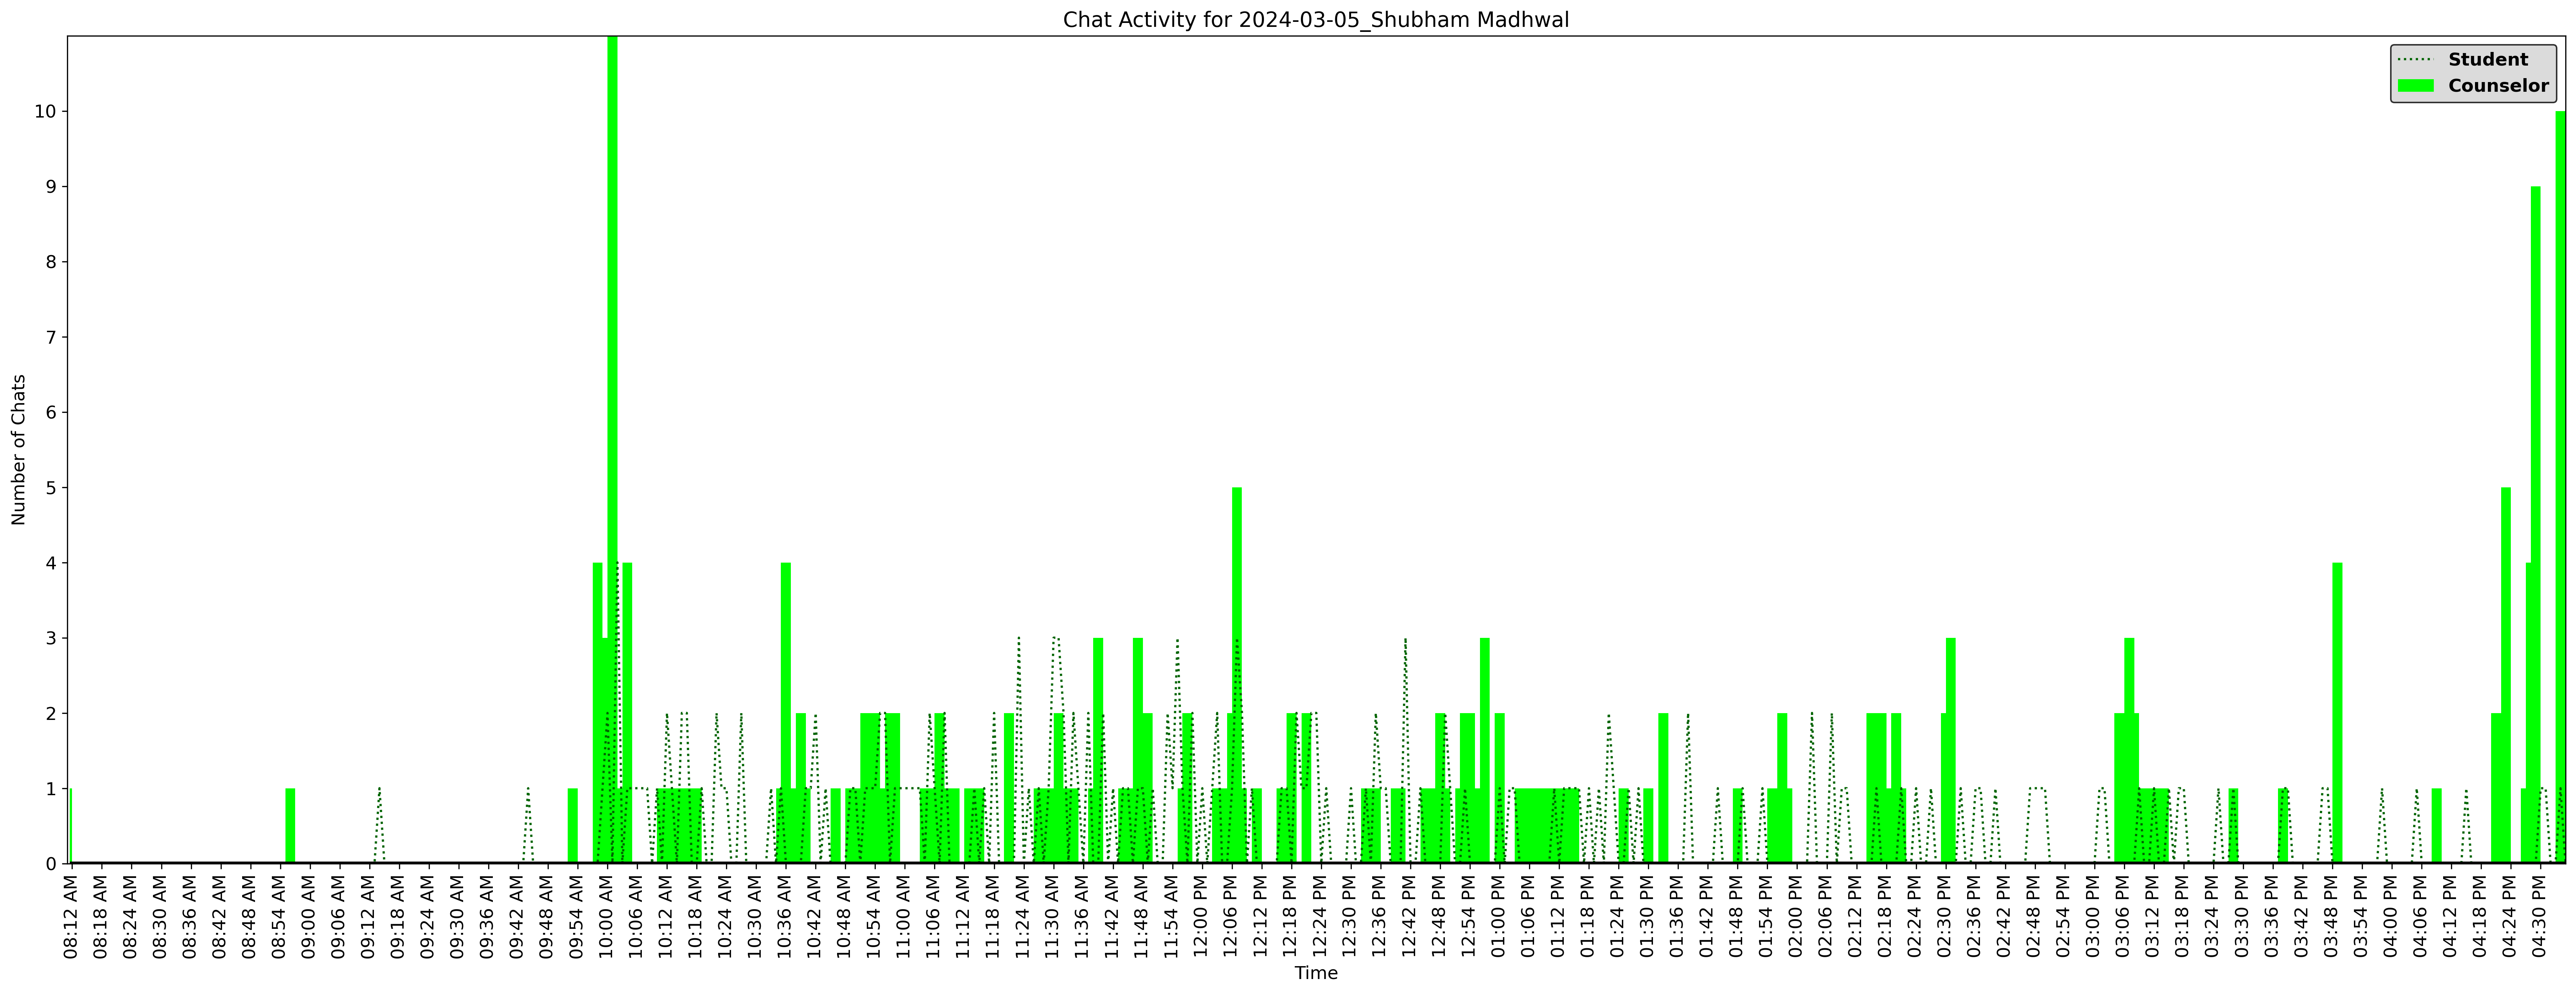 Chat Activity for 2024-03-05_Shubham Madhwal
Student
Counselor
Number of Chats
10
9
8
7
6
5
4
3
2
1
0
08:12 AM
08:18 AM
08:24 AM
08:30 AM
08:36 AM
08:42 AM
08:48 AM
08:54 AM
09:00 AM
09:06 AM
09:12 AM
09:18 AM
09:24 AM
09:30 AM
09:36 AM
09:42 AM
09:48 AM
09:54 AM
10:00 AM
10:06 AM
10:12 AM
10:18 AM
10:24 AM
10:30 AM
10:36 AM
10:42 AM
10:48 AM
10:54 AM
11:00 AM
11:06 AM
11:12 AM
11:18 AM
11:24 AM
11:30 AM
11:36 AM
11:42 AM
11:48 AM
11:54 AM
12:00 PM
12:06 PM
12:12 PM
12:18 PM
12:24 PM
12:30 PM
12:36 PM
12:42 PM
12:48 PM
12:54 PM
01:00 PM
01:06 PM
01:12 PM
01:18 PM
01:24 PM
01:30 PM
01:36 PM
01:42 PM
01:48 PM
01:54 PM
02:00 PM
02:06 PM
02:12 PM
02:18 PM
02:24 PM
02:30 PM
02:36 PM
02:42 PM
02:48 PM
02:54 PM
03:00 PM
03:06 PM
03:12 PM
03:18 PM
03:24 PM
03:30 PM
03:36 PM
03:42 PM
03:48 PM
03:54 PM
04:00 PM
04:06 PM
04:12 PM
04:18 PM
04:24 PM
04:30 PM
Time